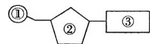 ① ② ③